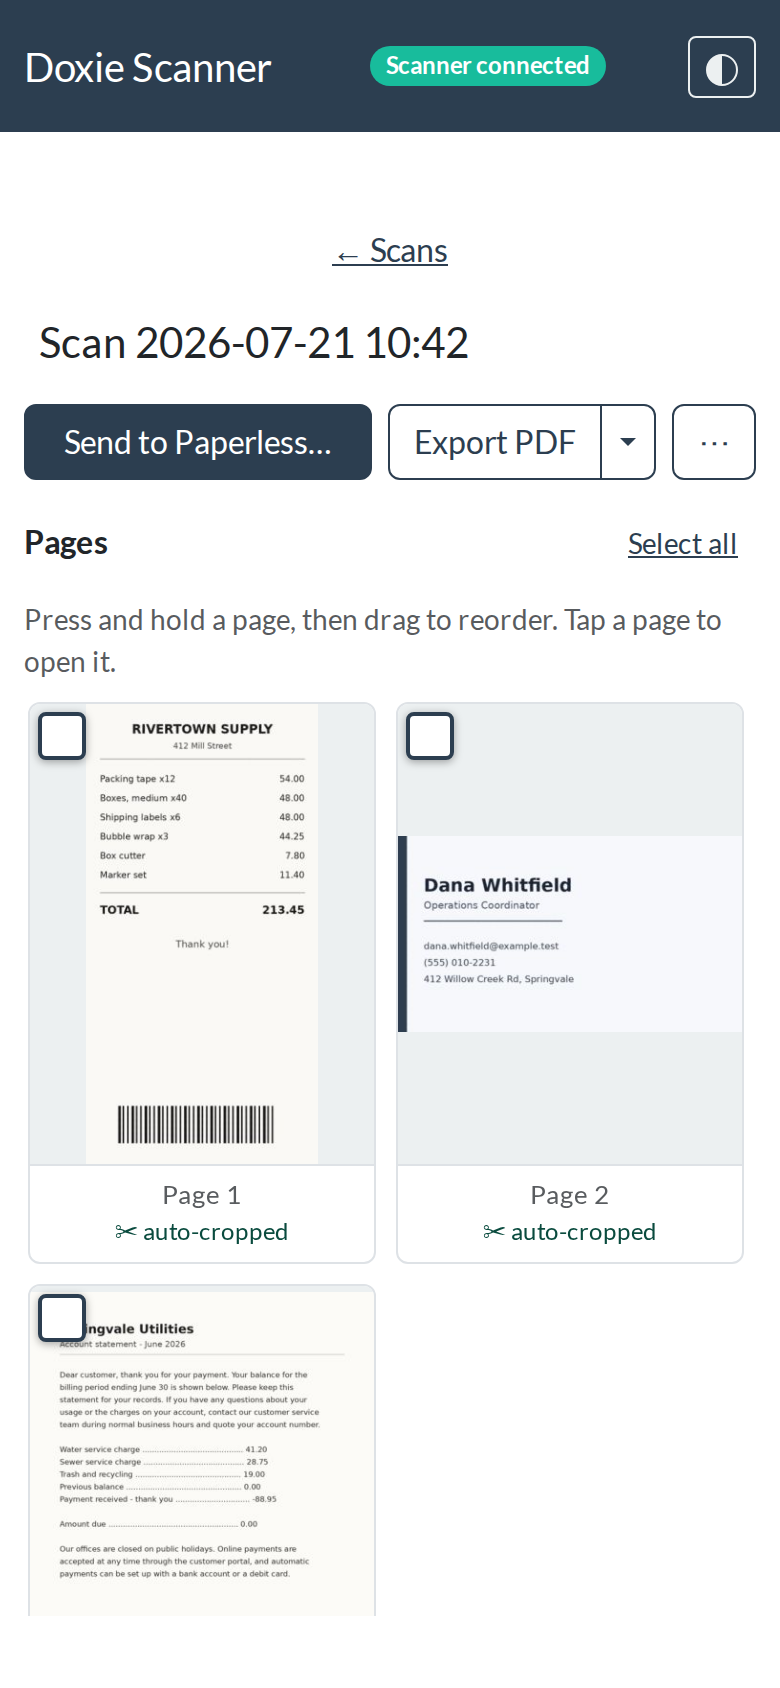 Doxie Scanner
Scanner connected
← Scans
Scan 2026-07-21 10:42
Send to Paperless...
Export PDF
...
Pages
Select all
Press and hold a page, then drag to reorder. Tap a page to
open it.
RIVERTOWN SUPPLY
412 Mill Street
Packing tape x12 54.00
Boxes, medium x40 48.00
Shipping labels x6 48.00
Bubble wrap x3 44.25
Box cutter 7.80
Marker set 11.40
TOTAL 213.45
Thank you!
Page 1
✂ auto-cropped
Dana Whitfield
Operations Coordinator
dana.whitfield@example.test
(555) 010-2231
412 Willow Creek Rd, Springvale
Page 2
✂ auto-cropped
ingvale Utilities
Account statement - June 2026
Dear customer, thank you for your payment. Your balance for the
billing period ending June 30 is shown below. Please keep this
statement for your records. If you have any questions about your
usage or the charges on your account, contact our customer service
team during normal business hours and quote your account number.
Water service charge ........................................ 41.20
Sewer service charge ........................................ 28.75
Trash and recycling ......................................... 19.00
Previous balance .............................................. 0.00
Payment received - thank you ............................. -88.95
Amount due .................................................... 0.00
Our offices are closed on public holidays. Online payments are
accepted at any time through the customer portal, and automatic
payments can be set up with a bank account or a debit card.